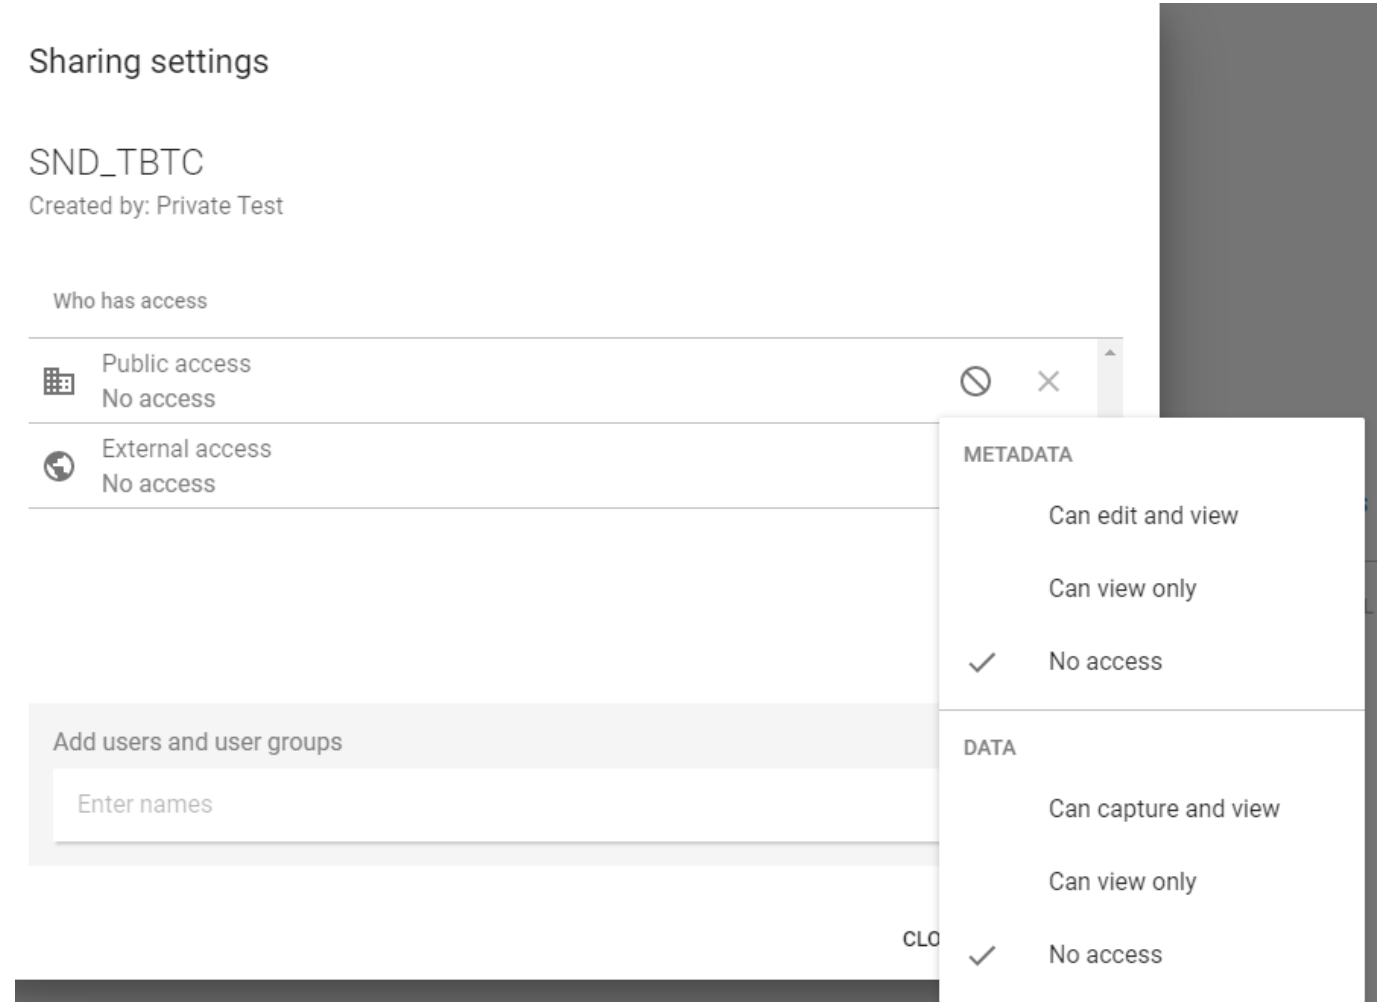 Sharing settings
SND_TBTC
Created by: Private Test
Who has access
Public access
No access
External access
No access
Add users and user groups
Enter names
CLO
METADATA
Can edit and view
Can view only
No access
DATA
Can capture and view
Can view only
No access